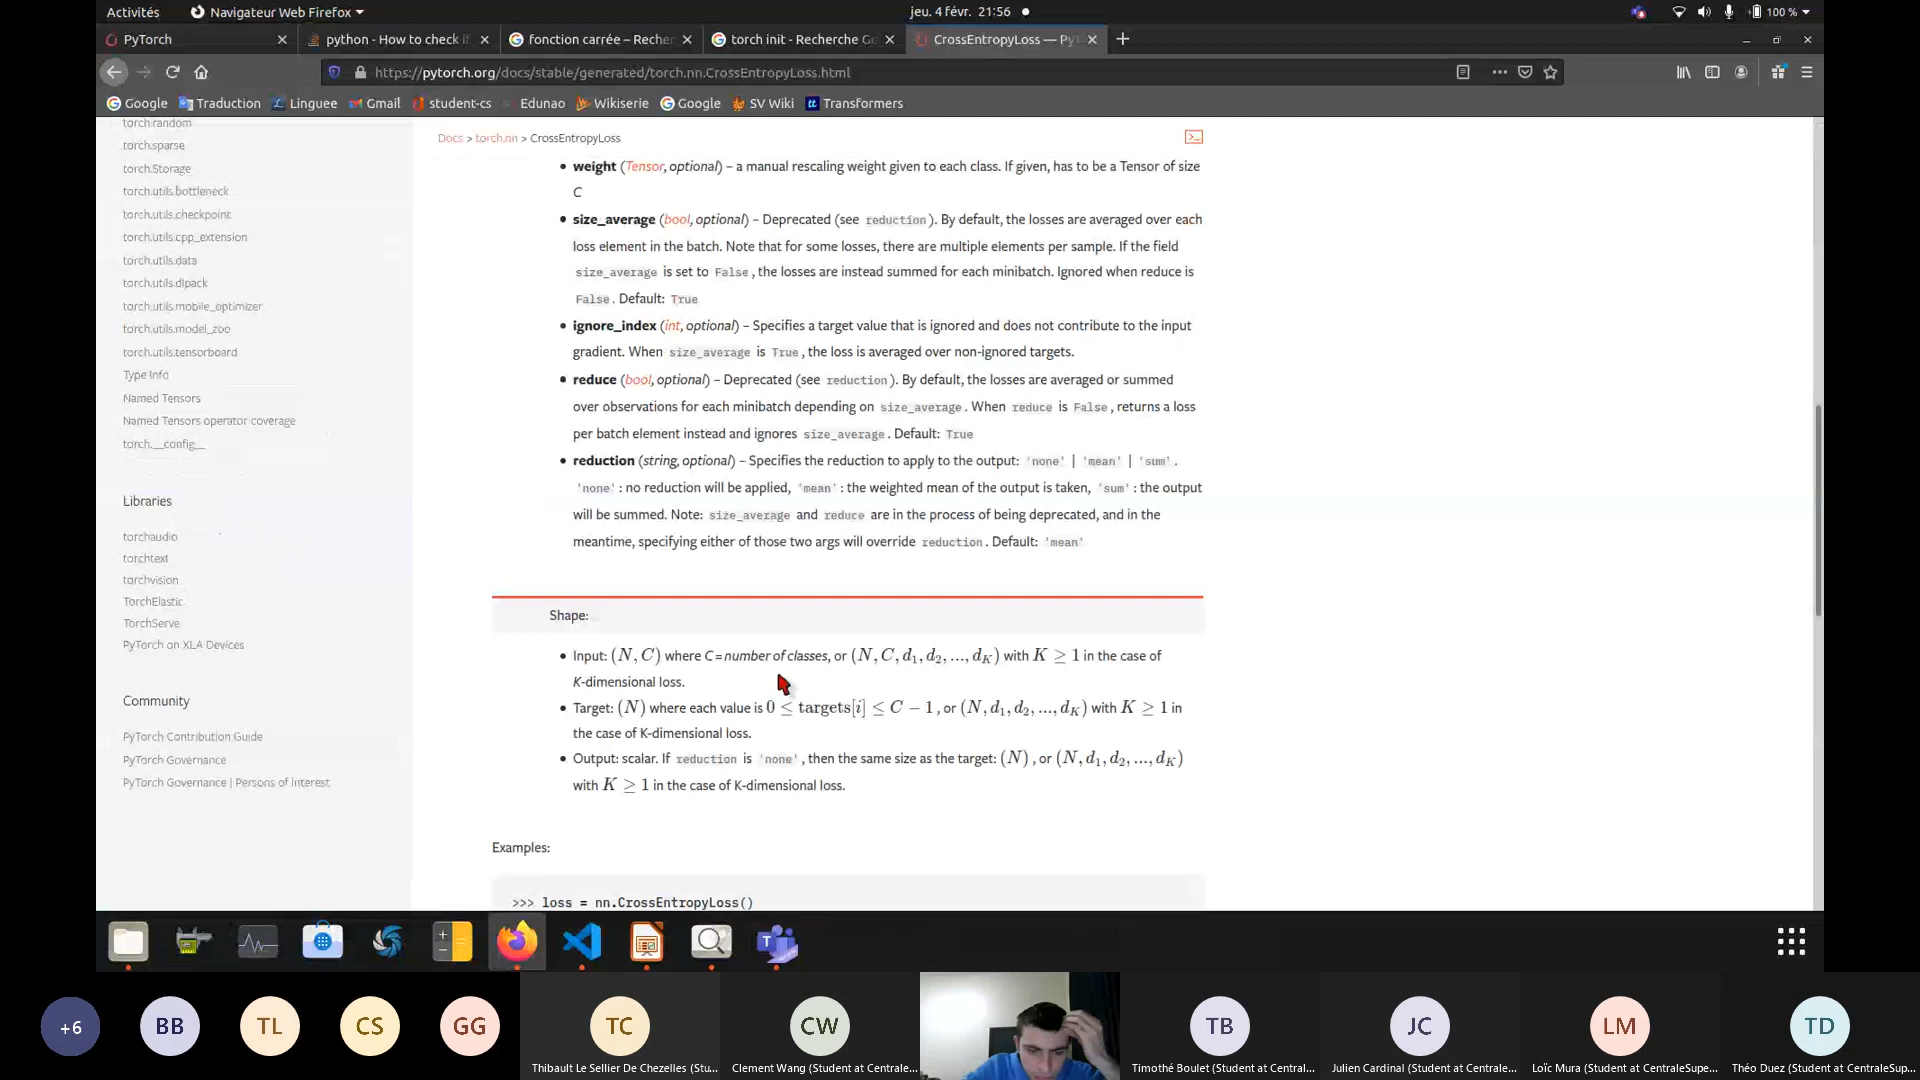 Activités
Navigateur Web Firefox
jeu. 4 févr. 21:56
100 %
PyTorch
python - How to check if
fonction carrée – Recher
torch init - Recherche Go
CrossEntropyLoss — PyT
https://pytorch.org/docs/stable/generated/torch.nn.CrossEntropyLoss.html
Google
Traduction
Linguee
Gmail
student-cs
Edunao
Wikiserie
Google
SV Wiki
Transformers
torch.random
torch.sparse
torch.Storage
torch.utils.bottleneck
torch.utils.checkpoint
torch.utils.cpp_extension
torch.utils.data
torch.utils.dlpack
torch.utils.mobile_optimizer
torch.utils.model_zoo
torch.utils.tensorboard
Type Info
Named Tensors
Named Tensors operator coverage
torch.__config__
Libraries
torchaudio
torchtext
torchvision
TorchElastic
TorchServe
PyTorch on XLA Devices
Community
PyTorch Contribution Guide
PyTorch Governance
PyTorch Governance | Persons of Interest
Docs > torch.nn > CrossEntropyLoss
• weight (Tensor, optional) – a manual rescaling weight given to each class. If given, has to be a Tensor of size
C
• size_average (bool, optional) – Deprecated (see reduction). By default, the losses are averaged over each
loss element in the batch. Note that for some losses, there are multiple elements per sample. If the field
size_average is set to False, the losses are instead summed for each minibatch. Ignored when reduce is
False. Default: True
• ignore_index (int, optional) – Specifies a target value that is ignored and does not contribute to the input
gradient. When size_average is True, the loss is averaged over non-ignored targets.
• reduce (bool, optional) – Deprecated (see reduction). By default, the losses are averaged or summed
over observations for each minibatch depending on size_average. When reduce is False, returns a loss
per batch element instead and ignores size_average. Default: True
• reduction (string, optional) – Specifies the reduction to apply to the output: 'none' | 'mean' | 'sum'.
'none': no reduction will be applied, 'mean': the weighted mean of the output is taken, 'sum': the output
will be summed. Note: size_average and reduce are in the process of being deprecated, and in the
meantime, specifying either of those two args will override reduction. Default: 'mean'
Shape:
• Input: (N, C) where C = number of classes, or (N, C, d₁, d₂, ..., d_K) with K ≥ 1 in the case of
K-dimensional loss.
• Target: (N) where each value is 0 ≤ targets[i] ≤ C − 1, or (N, d₁, d₂, ..., d_K) with K ≥ 1 in
the case of K-dimensional loss.
• Output: scalar. If reduction is 'none', then the same size as the target: (N), or (N, d₁, d₂, ..., d_K)
with K ≥ 1 in the case of K-dimensional loss.
Examples:
>>> loss = nn.CrossEntropyLoss()
+6
BB
TL
CS
GG
TC
CW
TB
JC
LM
TD
Thibault Le Sellier De Chezelles (Stu...
Clement Wang (Student at Centrale...
Timothé Boulet (Student at Central...
Julien Cardinal (Student at Centrale...
Loïc Mura (Student at CentraleSupe...
Théo Duez (Student at CentraleSup...